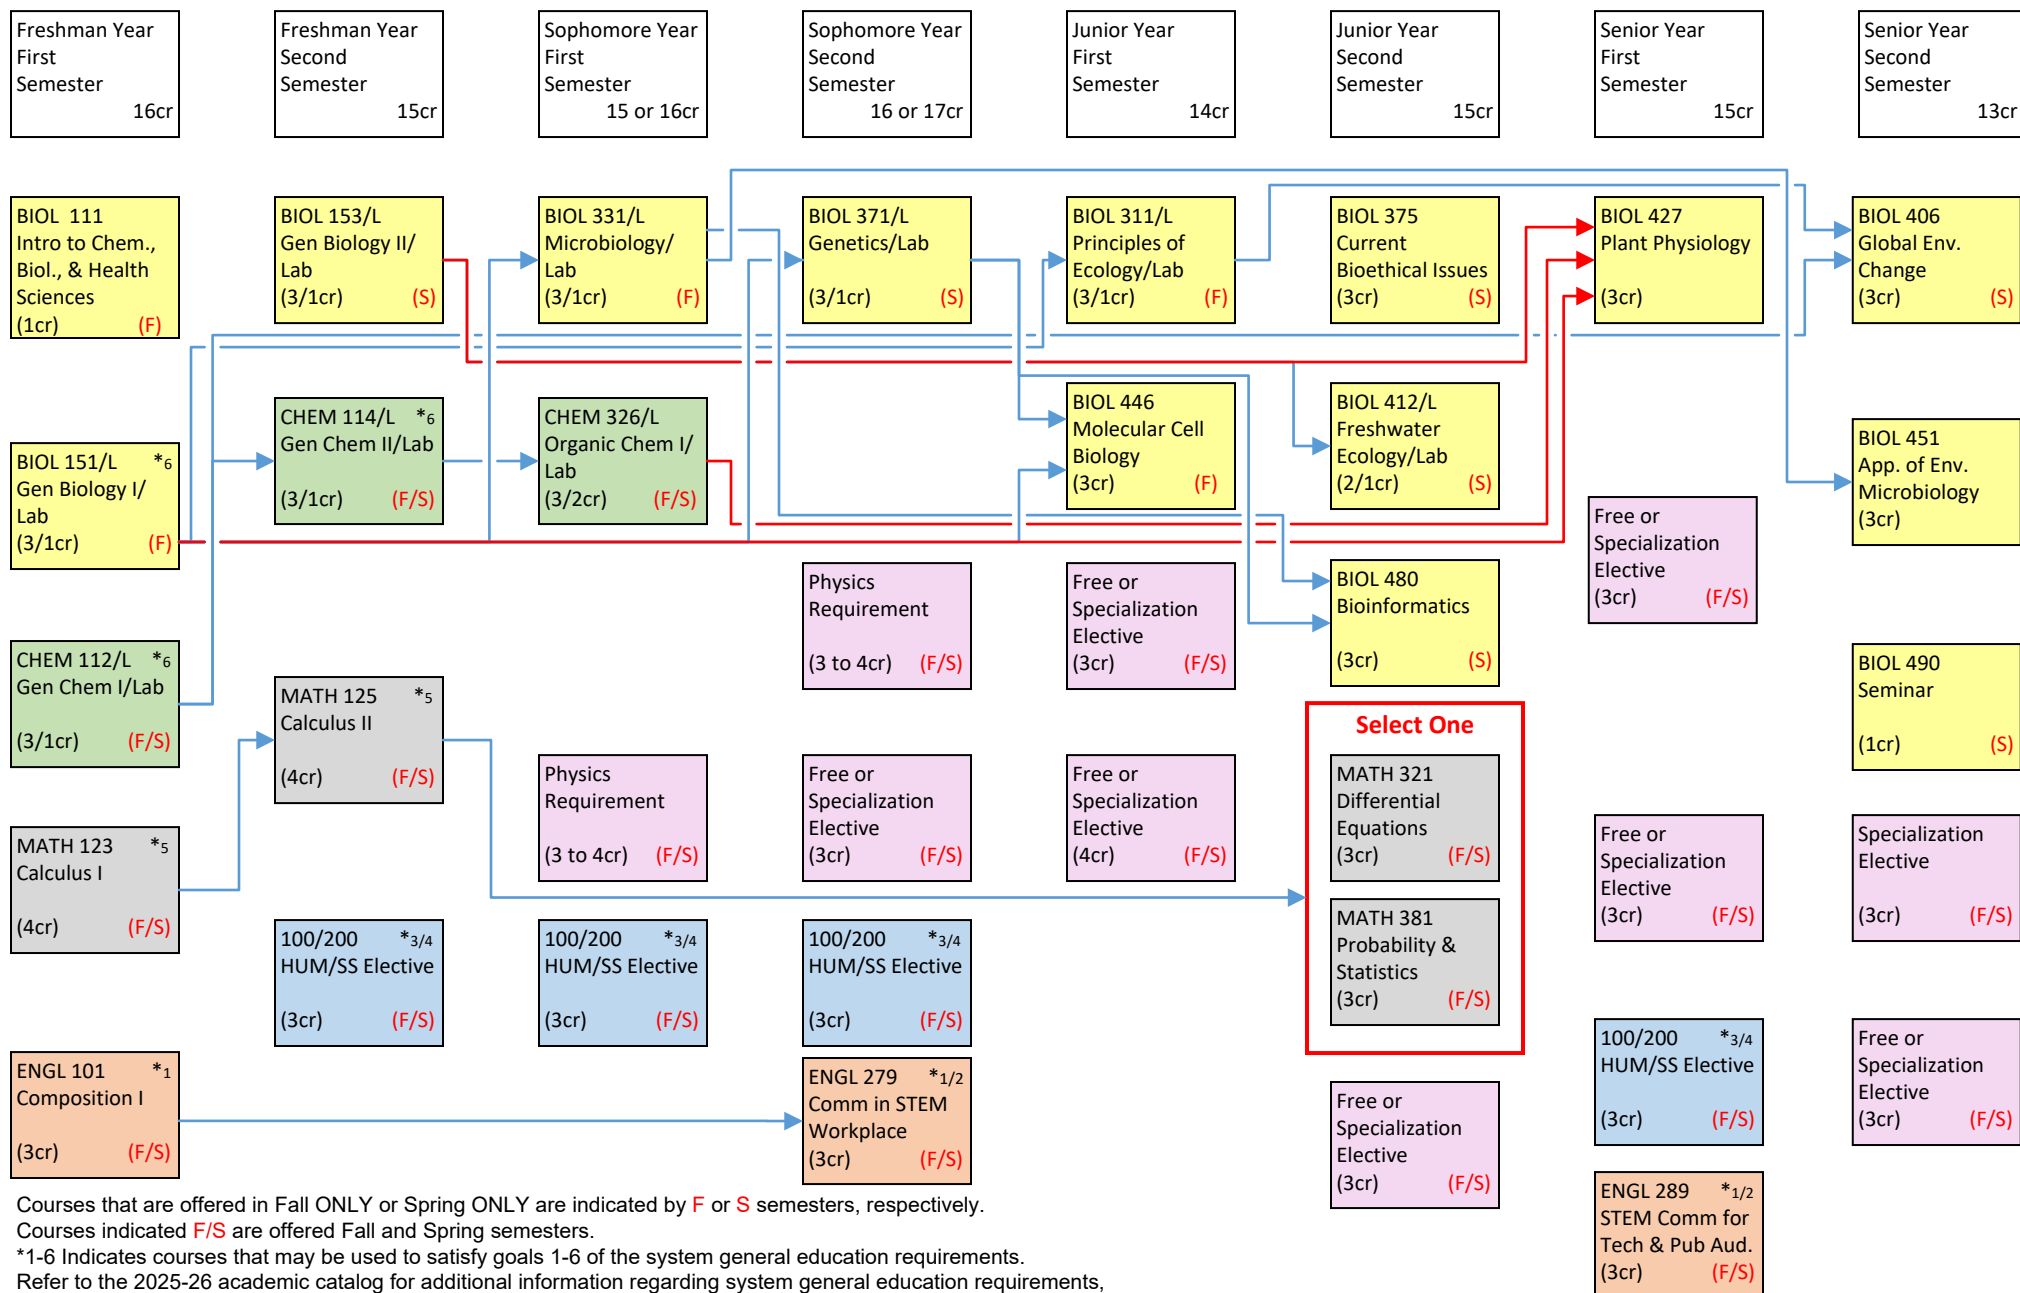 Freshman Year
First
Semester
16cr
Freshman Year
Second
Semester
15cr
Sophomore Year
First
Semester
15 or 16cr
Sophomore Year
Second
Semester
16 or 17cr
Junior Year
First
Semester
14cr
Junior Year
Second
Semester
15cr
Senior Year
First
Semester
15cr
Senior Year
Second
Semester
13cr
BIOL  111
Intro to Chem.,
Biol., & Health
Sciences
(1cr) (F)
BIOL 151/L *6
Gen Biology I/
Lab
(3/1cr) (F)
CHEM 112/L *6
Gen Chem I/Lab
(3/1cr) (F/S)
MATH 123 *5
Calculus I
(4cr) (F/S)
ENGL 101 *1
Composition I
(3cr) (F/S)
BIOL 153/L
Gen Biology II/
Lab
(3/1cr) (S)
CHEM 114/L *6
Gen Chem II/Lab
(3/1cr) (F/S)
MATH 125 *5
Calculus II
(4cr) (F/S)
100/200 *3/4
HUM/SS Elective
(3cr) (F/S)
BIOL 331/L
Microbiology/
Lab
(3/1cr) (F)
CHEM 326/L
Organic Chem I/
Lab
(3/2cr) (F/S)
Physics
Requirement
(3 to 4cr) (F/S)
100/200 *3/4
HUM/SS Elective
(3cr) (F/S)
BIOL 371/L
Genetics/Lab
(3/1cr) (S)
Physics
Requirement
(3 to 4cr) (F/S)
Free or
Specialization
Elective
(3cr) (F/S)
100/200 *3/4
HUM/SS Elective
(3cr) (F/S)
ENGL 279 *1/2
Comm in STEM
Workplace
(3cr) (F/S)
BIOL 311/L
Principles of
Ecology/Lab
(3/1cr) (F)
BIOL 446
Molecular Cell
Biology
(3cr) (F)
Free or
Specialization
Elective
(3cr) (F/S)
Free or
Specialization
Elective
(4cr) (F/S)
BIOL 375
Current
Bioethical Issues
(3cr) (S)
BIOL 412/L
Freshwater
Ecology/Lab
(2/1cr) (S)
BIOL 480
Bioinformatics
(3cr) (S)
Select One
MATH 321
Differential
Equations
(3cr) (F/S)
MATH 381
Probability &
Statistics
(3cr) (F/S)
Free or
Specialization
Elective
(3cr) (F/S)
BIOL 427
Plant Physiology
(3cr)
Free or
Specialization
Elective
(3cr) (F/S)
Free or
Specialization
Elective
(3cr) (F/S)
100/200 *3/4
HUM/SS Elective
(3cr) (F/S)
ENGL 289 *1/2
STEM Comm for
Tech & Pub Aud.
(3cr) (F/S)
BIOL 406
Global Env.
Change
(3cr) (S)
BIOL 451
App. of Env.
Microbiology
(3cr)
BIOL 490
Seminar
(1cr) (S)
Specialization
Elective
(3cr) (F/S)
Free or
Specialization
Elective
(3cr) (F/S)
Courses that are offered in Fall ONLY or Spring ONLY are indicated by F or S semesters, respectively.
Courses indicated F/S are offered Fall and Spring semesters.
*1-6 Indicates courses that may be used to satisfy goals 1-6 of the system general education requirements.
Refer to the 2025-26 academic catalog for additional information regarding system general education requirements,